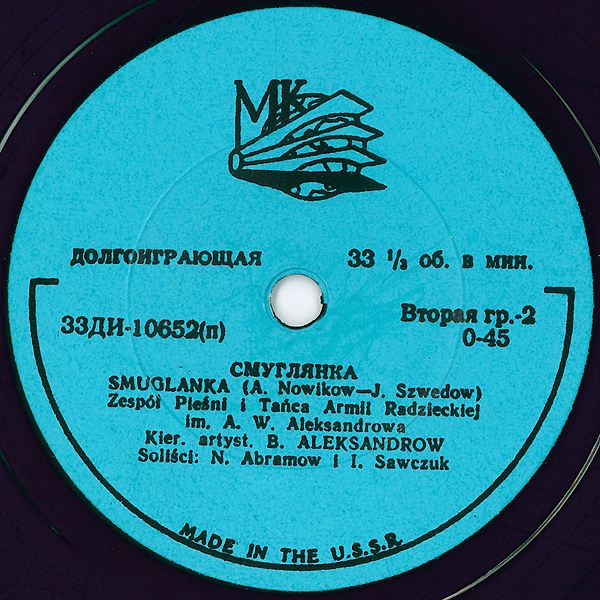 МК
ДОЛГОИГРАЮЩАЯ 33 ⅓ об. в мин.
33ДИ-10652(п) Вторая гр.-2
0-45
СМУГЛЯНКА
SMUGLANKA (A. Nowikow—J. Szwedow)
Zespół Pieśni i Tańca Armii Radzieckiej
im. A. W. Aleksandrowa
Kier. artyst. B. ALEKSANDROW
Soliści: N. Abramow i I. Sawczuk
MADE IN THE U.S.S.R.